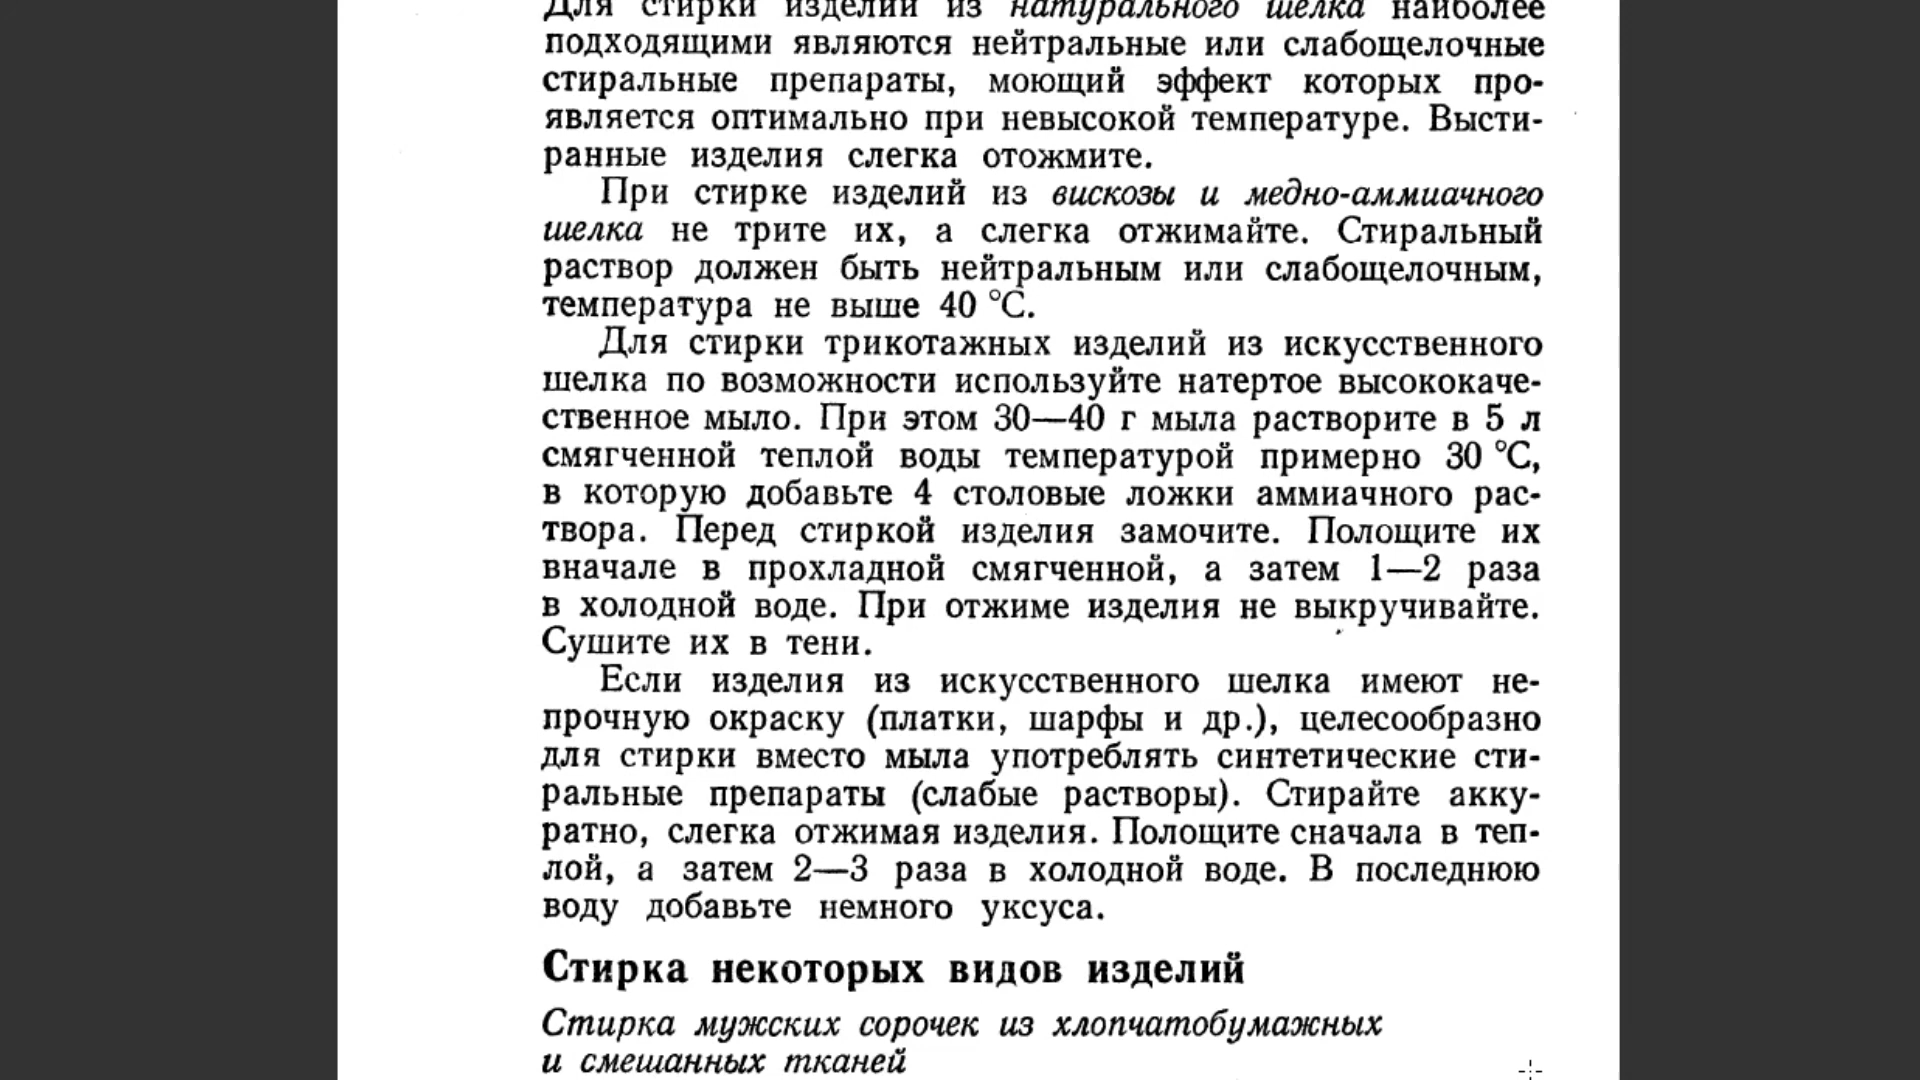 Для стирки изделий из натурального шелка наиболее
подходящими являются нейтральные или слабощелочные
стиральные препараты, моющий эффект которых про-
является оптимально при невысокой температуре. Высти-
ранные изделия слегка отожмите.
При стирке изделий из вискозы и медно-аммиачного
шелка не трите их, а слегка отжимайте. Стиральный
раствор должен быть нейтральным или слабощелочным,
температура не выше 40 °С.
Для стирки трикотажных изделий из искусственного
шелка по возможности используйте натертое высококаче-
ственное мыло. При этом 30—40 г мыла растворите в 5 л
смягченной теплой воды температурой примерно 30 °С,
в которую добавьте 4 столовые ложки аммиачного рас-
твора. Перед стиркой изделия замочите. Полощите их
вначале в прохладной смягченной, а затем 1—2 раза
в холодной воде. При отжиме изделия не выкручивайте.
Сушите их в тени.
Если изделия из искусственного шелка имеют не-
прочную окраску (платки, шарфы и др.), целесообразно
для стирки вместо мыла употреблять синтетические сти-
ральные препараты (слабые растворы). Стирайте акку-
ратно, слегка отжимая изделия. Полощите сначала в теп-
лой, а затем 2—3 раза в холодной воде. В последнюю
воду добавьте немного уксуса.
Стирка некоторых видов изделий
Стирка мужских сорочек из хлопчатобумажных
и смешанных тканей